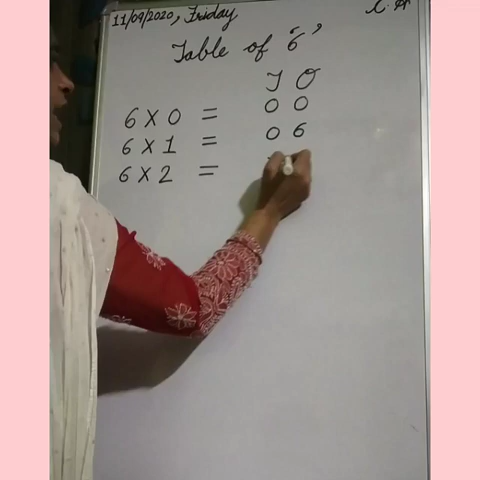 11/09/2020, Friday
Table of '6'
T O
6 X 0 = 0 0
6 X 1 = 0 6
6 X 2 =